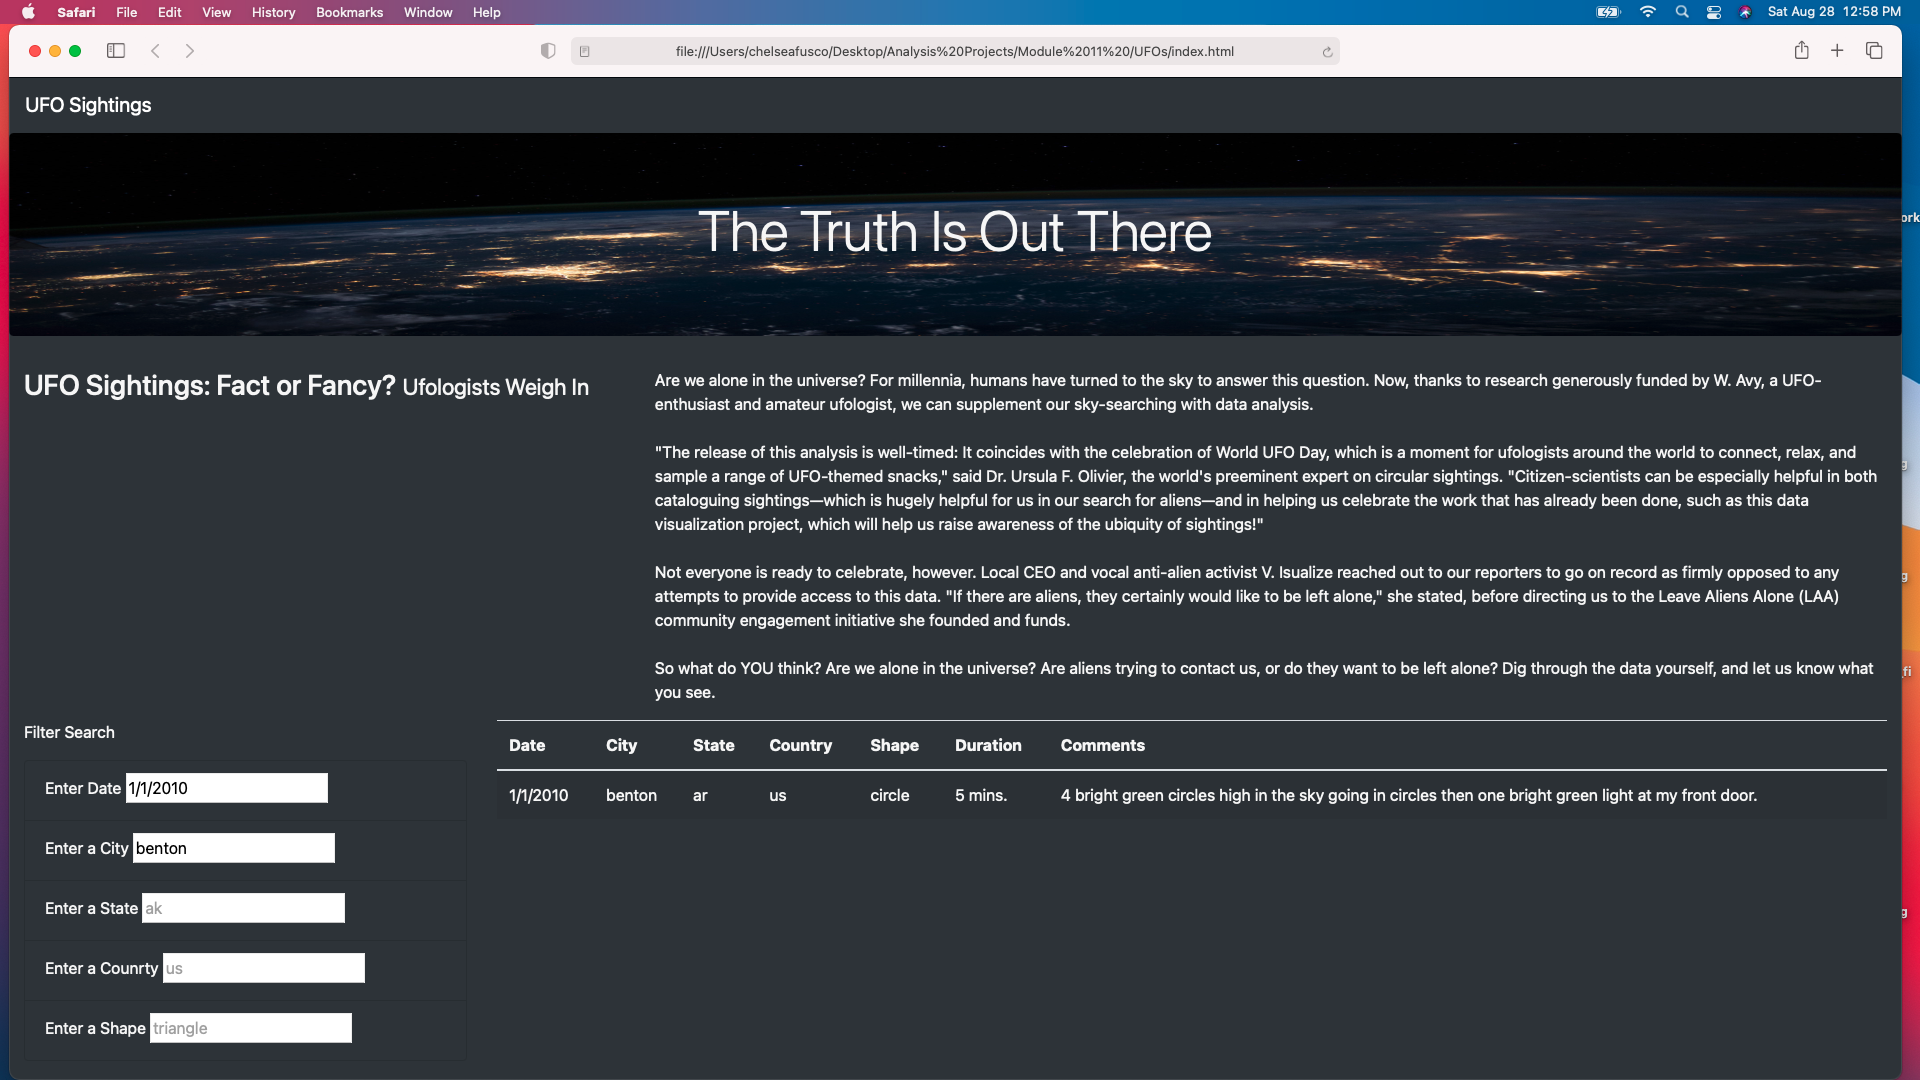 Safari File Edit View History Bookmarks Window Help Sat Aug 28 12:58 PM
file:///Users/chelseafusco/Desktop/Analysis%20Projects/Module%2011%20/UFOs/index.html
UFO Sightings
The Truth Is Out There
UFO Sightings: Fact or Fancy? Ufologists Weigh In
Are we alone in the universe? For millennia, humans have turned to the sky to answer this question. Now, thanks to research generously funded by W. Avy, a UFO-
enthusiast and amateur ufologist, we can supplement our sky-searching with data analysis.
"The release of this analysis is well-timed: It coincides with the celebration of World UFO Day, which is a moment for ufologists around the world to connect, relax, and
sample a range of UFO-themed snacks," said Dr. Ursula F. Olivier, the world's preeminent expert on circular sightings. "Citizen-scientists can be especially helpful in both
cataloguing sightings—which is hugely helpful for us in our search for aliens—and in helping us celebrate the work that has already been done, such as this data
visualization project, which will help us raise awareness of the ubiquity of sightings!"
Not everyone is ready to celebrate, however. Local CEO and vocal anti-alien activist V. Isualize reached out to our reporters to go on record as firmly opposed to any
attempts to provide access to this data. "If there are aliens, they certainly would like to be left alone," she stated, before directing us to the Leave Aliens Alone (LAA)
community engagement initiative she founded and funds.
So what do YOU think? Are we alone in the universe? Are aliens trying to contact us, or do they want to be left alone? Dig through the data yourself, and let us know what
you see.
Filter Search
Enter Date 1/1/2010
Enter a City benton
Enter a State ak
Enter a Counrty us
Enter a Shape triangle
Date City State Country Shape Duration Comments
1/1/2010 benton ar us circle 5 mins. 4 bright green circles high in the sky going in circles then one bright green light at my front door.
ork
g
g
fi
g